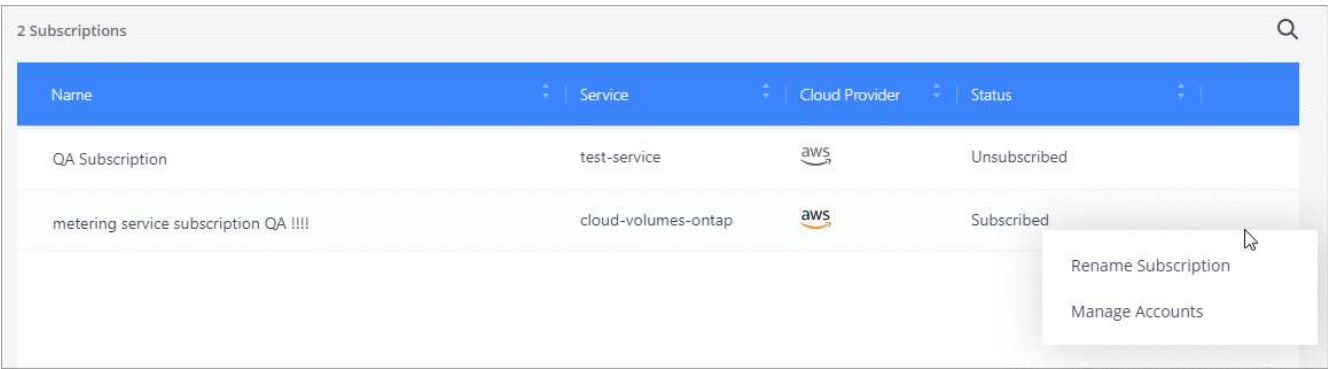 2 Subscriptions
Name Service Cloud Provider Status
QA Subscription test-service aws Unsubscribed
metering service subscription QA !!!! cloud-volumes-ontap aws Subscribed
Rename Subscription
Manage Accounts